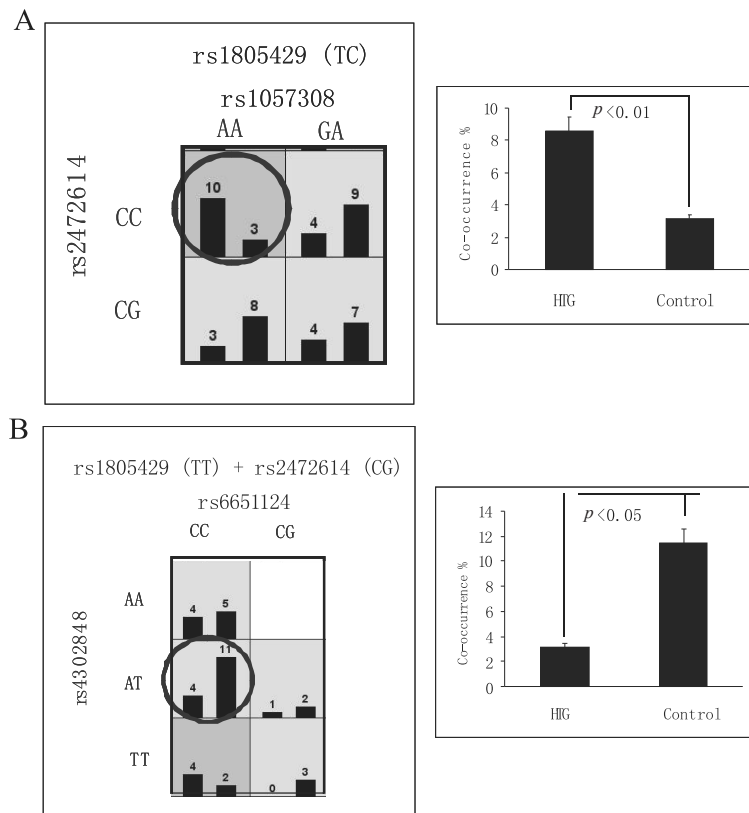 A
rs1805429 (TC)
rs1057308
AA GA
rs2472614
CC
10 3 4 9
CG
3 8 4 7
Co-occurrence %
10
8
6
4
2
0
p<0.01
HTG Control
B
rs1805429 (TT) + rs2472614 (CG)
rs6651124
CC CG
rs4302848
AA
4 5
AT
4 11 1 2
TT
4 2 0 3
Co-occurrence %
14
12
10
8
6
4
2
0
p<0.05
HTG Control